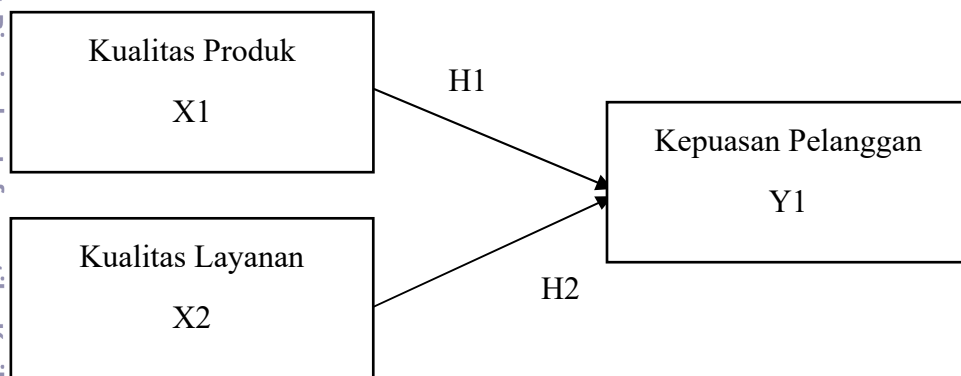 Kualitas Produk
X1
H1
Kepuasan Pelanggan
Y1
Kualitas Layanan
X2
H2